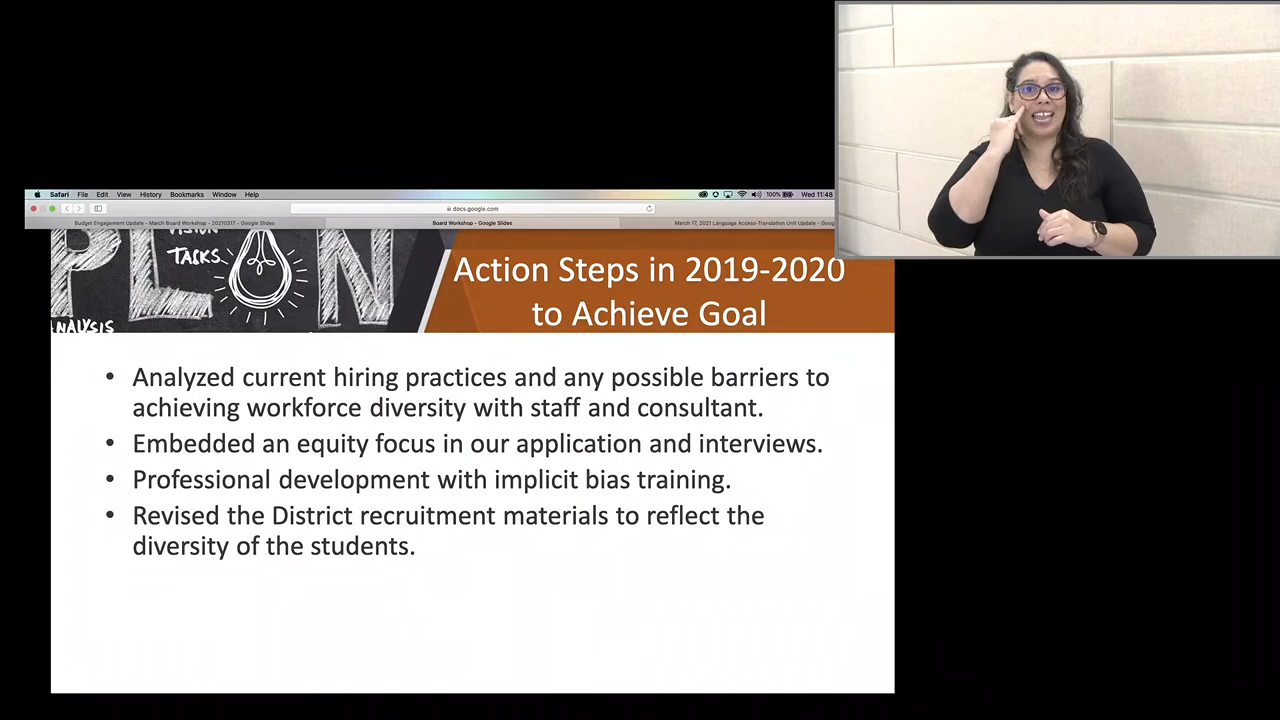 Safari File Edit View History Bookmarks Window Help 100% Wed 11:48
docs.google.com
Budget Engagement Update - March Board Workshop - 20210317 - Google Slides Board Workshop - Google Slides March 17, 2021 Language Access-Translation Unit Update - Goog
VISION
TASKS
PLAN
ANALYSIS
Action Steps in 2019-2020
to Achieve Goal
• Analyzed current hiring practices and any possible barriers to
achieving workforce diversity with staff and consultant.
• Embedded an equity focus in our application and interviews.
• Professional development with implicit bias training.
• Revised the District recruitment materials to reflect the
diversity of the students.